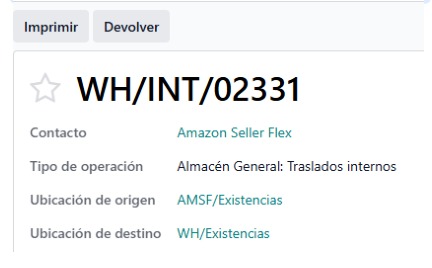 Imprimir Devolver
WH/INT/02331
Contacto Amazon Seller Flex
Tipo de operación Almacén General: Traslados internos
Ubicación de origen AMSF/Existencias
Ubicación de destino WH/Existencias